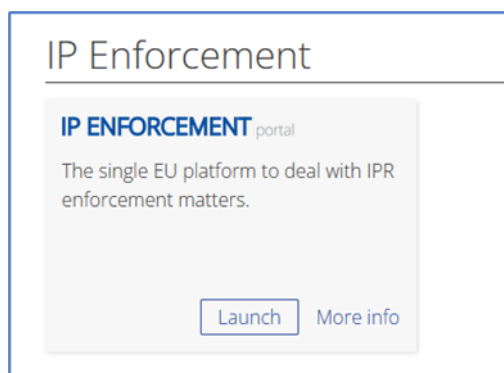 IP Enforcement
IP ENFORCEMENT portal
The single EU platform to deal with IPR
enforcement matters.
Launch More info